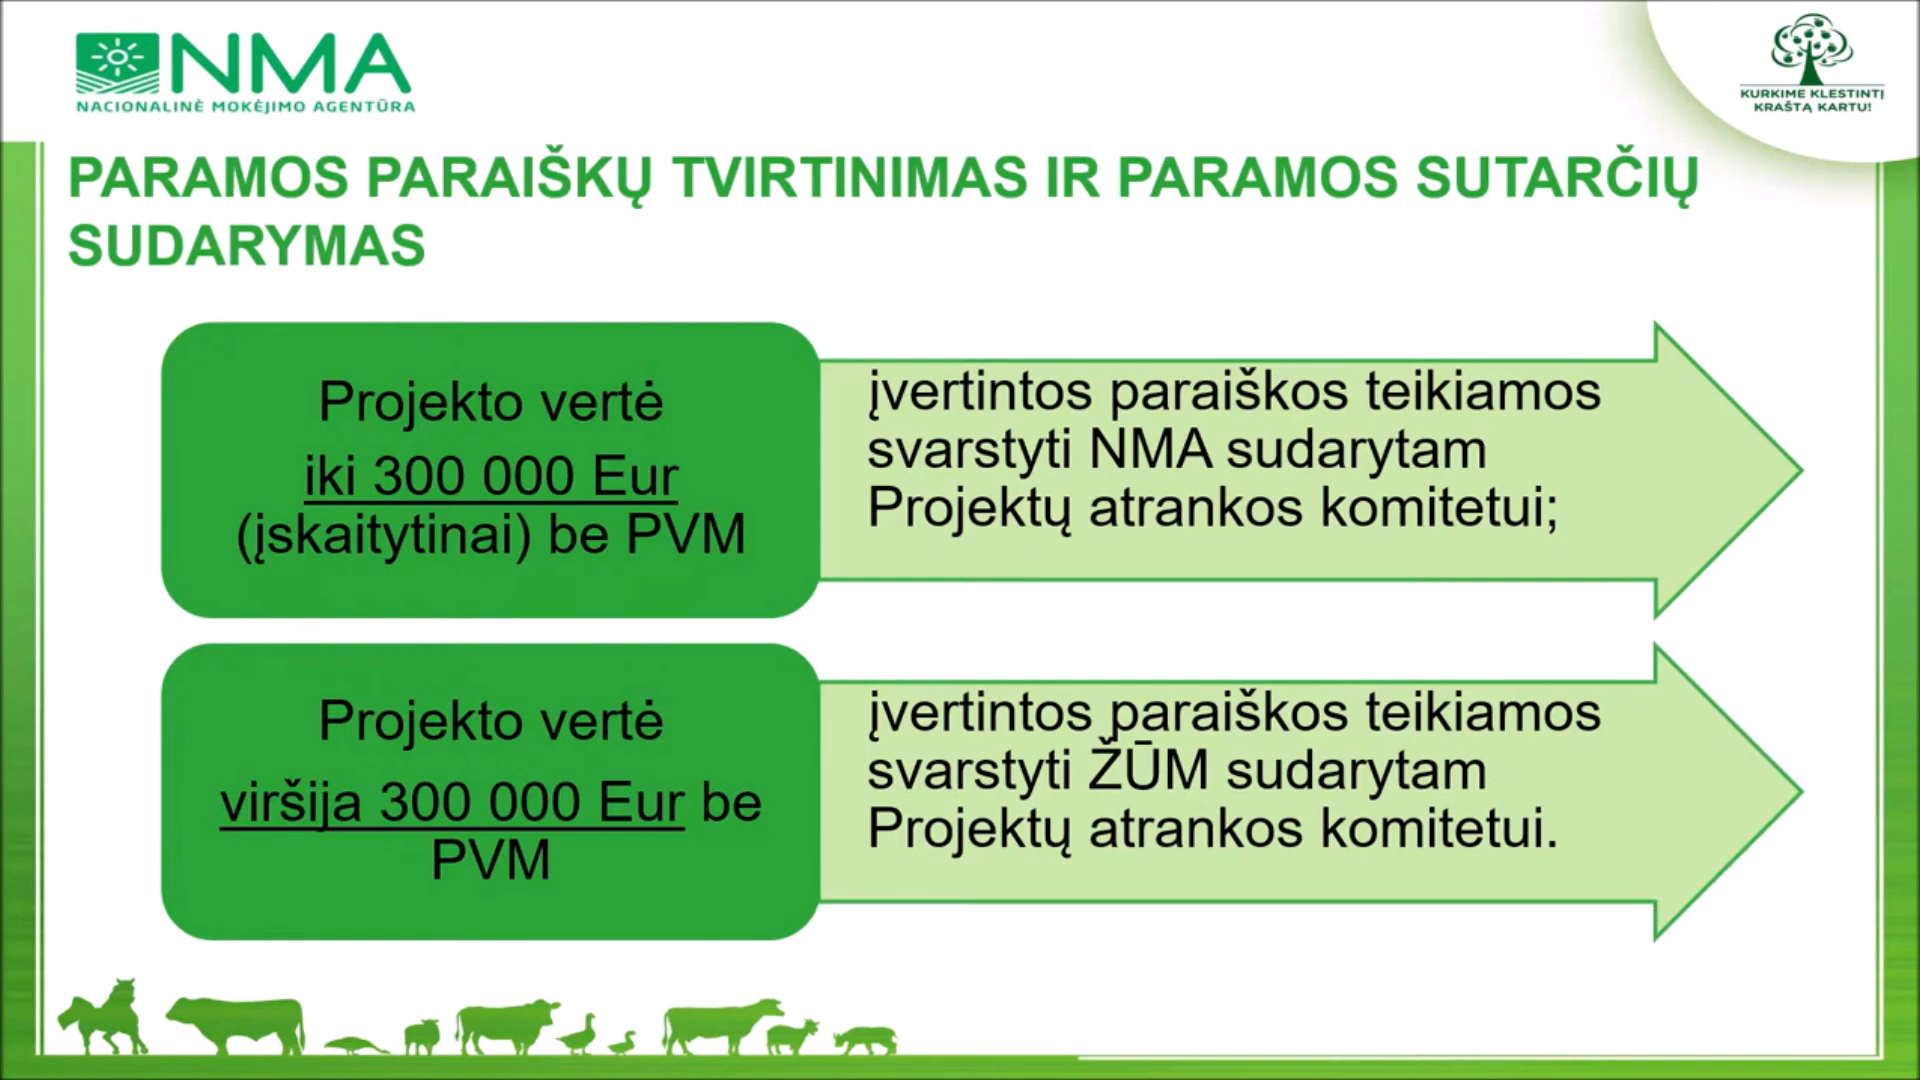 NMA
NACIONALINĖ MOKĖJIMO AGENTŪRA
KURKIME KLESTINTĮ
KRAŠTĄ KARTU!
PARAMOS PARAIŠKŲ TVIRTINIMAS IR PARAMOS SUTARČIŲ
SUDARYMAS
Projekto vertė
iki 300 000 Eur
(įskaitytinai) be PVM
įvertintos paraiškos teikiamos
svarstyti NMA sudarytam
Projektų atrankos komitetui;
Projekto vertė
viršija 300 000 Eur be
PVM
įvertintos paraiškos teikiamos
svarstyti ŽŪM sudarytam
Projektų atrankos komitetui.